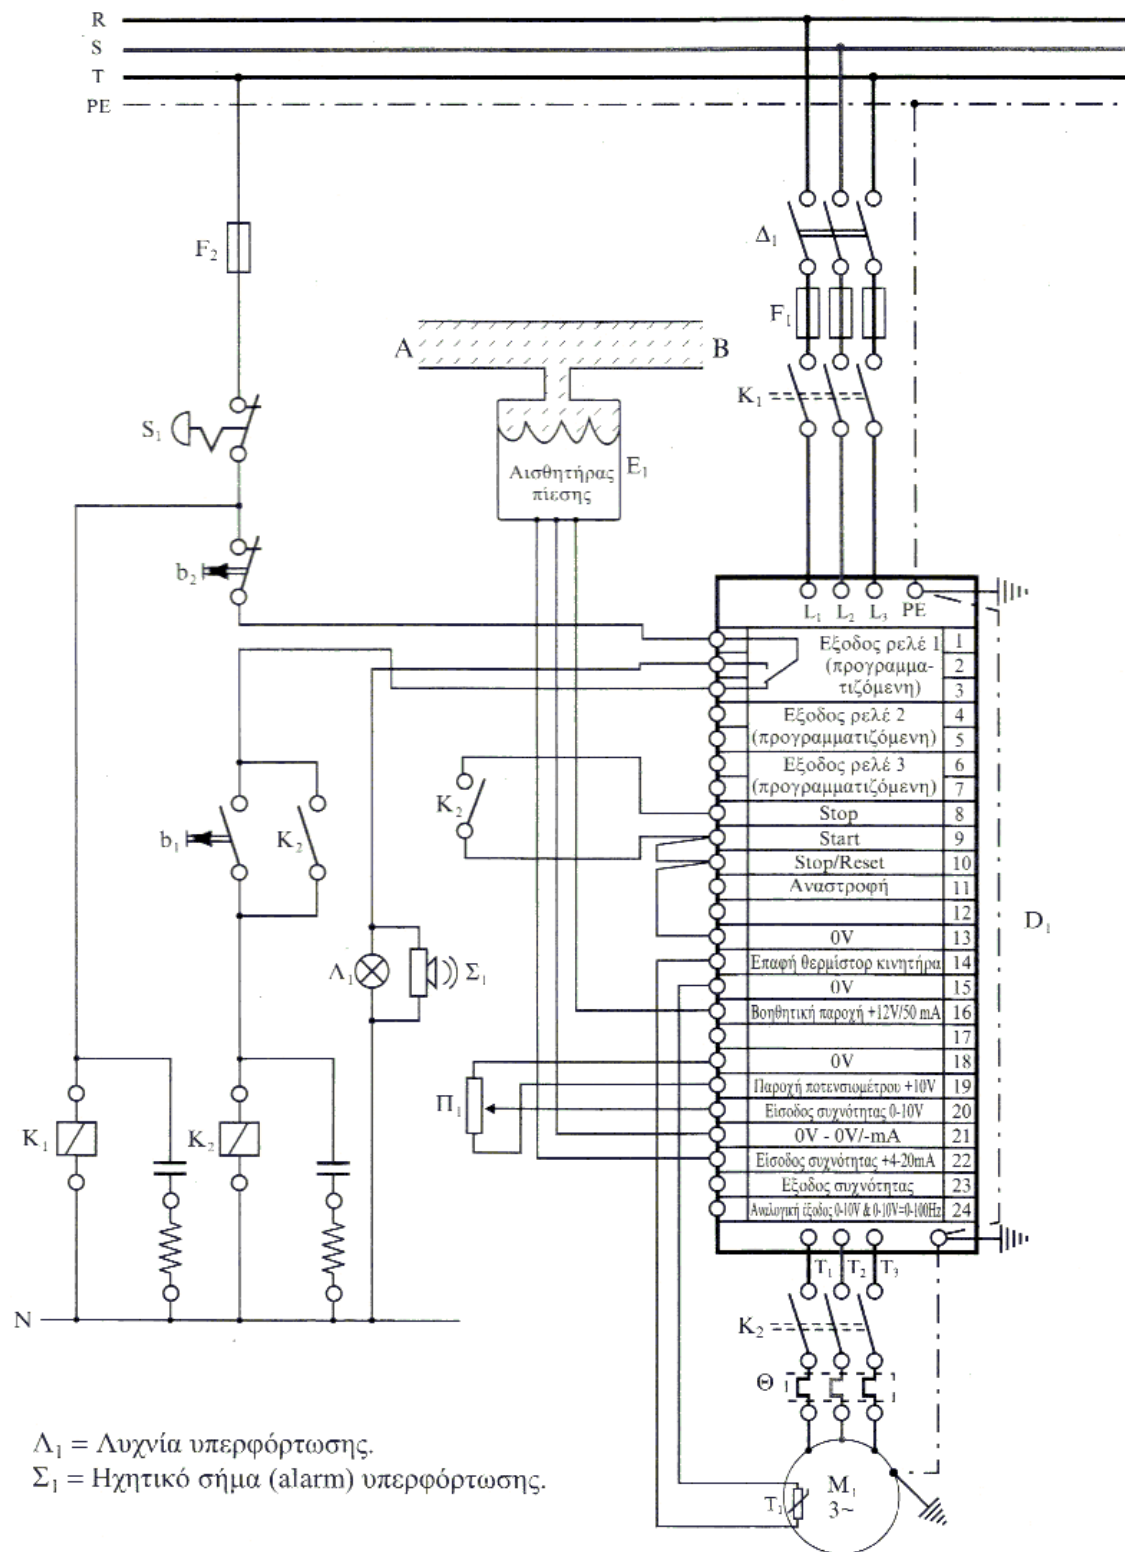 R
S
T
PE
Δ₁
F₂
F₁
A
B
K₁
S₁
E₁
Αισθητήρας
πίεσης
b₂
L₁ L₂ L₃ PE
Εξοδος ρελέ 1
(προγραμμα-
τιζόμενη)
1
2
3
Εξοδος ρελέ 2
(προγραμματιζόμενη)
4
5
Εξοδος ρελέ 3
(προγραμματιζόμενη)
6
7
Stop 8
Start 9
Stop/Reset 10
Αναστροφή 11
12
0V 13
Επαφή θερμίστορ κινητήρα 14
0V 15
Βοηθητική παροχή +12V/50 mA 16
17
0V 18
Παροχή ποτενσιομέτρου +10V 19
Είσοδος συχνότητας 0-10V 20
0V - 0V/-mA 21
Είσοδος συχνότητας +4-20mA 22
Εξοδος συχνότητας 23
Αναλογική έξοδος 0-10V & 0-10V=0-100Hz 24
D₁
K₂
b₁
K₂
Λ₁
Σ₁
Π₁
K₁
K₂
N
T₁ T₂ T₃
K₂
Θ
T₁
M₁
3~
Λ₁ = Λυχνία υπερφόρτωσης.
Σ₁ = Ηχητικό σήμα (alarm) υπερφόρτωσης.